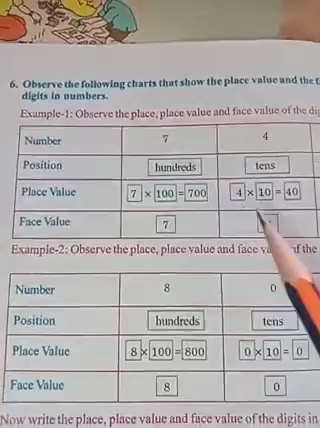 6. Observe the following charts that show the place value and the
digits in numbers.
Example-1: Observe the place, place value and face value of the
Number 7 4
Position hundreds tens
Place Value 7 × 100 = 700 4 × 10 = 40
Face Value 7
Example-2: Observe the place, place value and face of the
Number 8 0
Position hundreds tens
Place Value 8 × 100 = 800 0 × 10 = 0
Face Value 8 0
Now write the place, place value and face value of the digits in